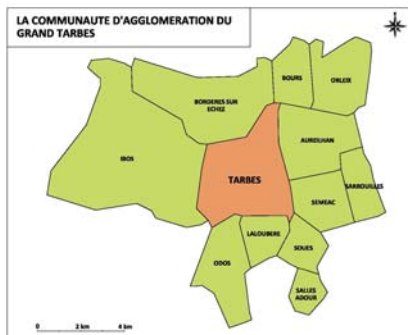 LA COMMUNAUTE D'AGGLOMERATION DU
GRAND TARBES
BOURS
ORLEIX
BORDERES SUR
ECHEZ
AUREILHAN
IBOS
TARBES
SARROUILLES
SEMEAC
LALOUBERE
SOUES
ODOS
SALLES
ADOUR
0 2 km 4 km